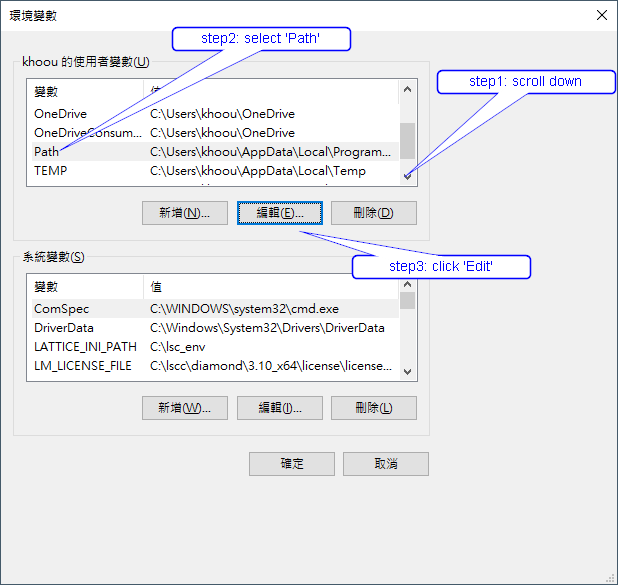 環境變數
step2: select 'Path'
khoou 的使用者變數(U)
step1: scroll down
變數
OneDrive C:\Users\khoou\OneDrive
OneDriveConsum... C:\Users\khoou\OneDrive
Path C:\Users\khoou\AppData\Local\Program...
TEMP C:\Users\khoou\AppData\Local\Temp
新增(N)... 編輯(E)... 刪除(D)
系統變數(S)
step3: click 'Edit'
變數 值
ComSpec C:\WINDOWS\system32\cmd.exe
DriverData C:\Windows\System32\Drivers\DriverData
LATTICE_INI_PATH C:\lsc_env
LM_LICENSE_FILE C:\lscc\diamond\3.10_x64\license\license...
新增(W)... 編輯(I)... 刪除(L)
確定 取消